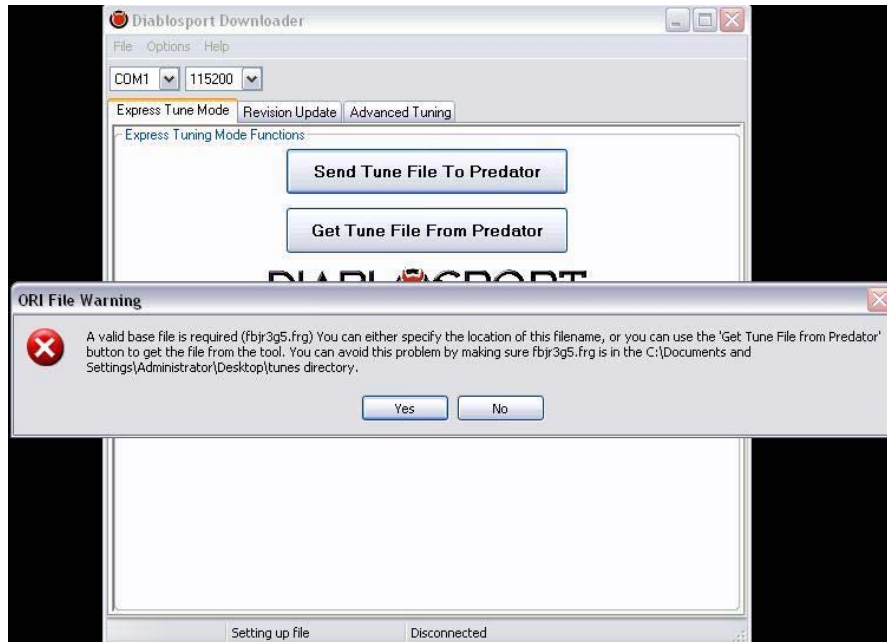 Diablosport Downloader
File Options Help
COM1 115200
Express Tune Mode Revision Update Advanced Tuning
Express Tuning Mode Functions
Send Tune File To Predator
Get Tune File From Predator
DIABLOSPORT
ORI File Warning
A valid base file is required (fbjr3g5.frg) You can either specify the location of this filename, or you can use the 'Get Tune File from Predator'
button to get the file from the tool. You can avoid this problem by making sure fbjr3g5.frg is in the C:\Documents and
Settings\Administrator\Desktop\tunes directory.
Yes No
Setting up file Disconnected